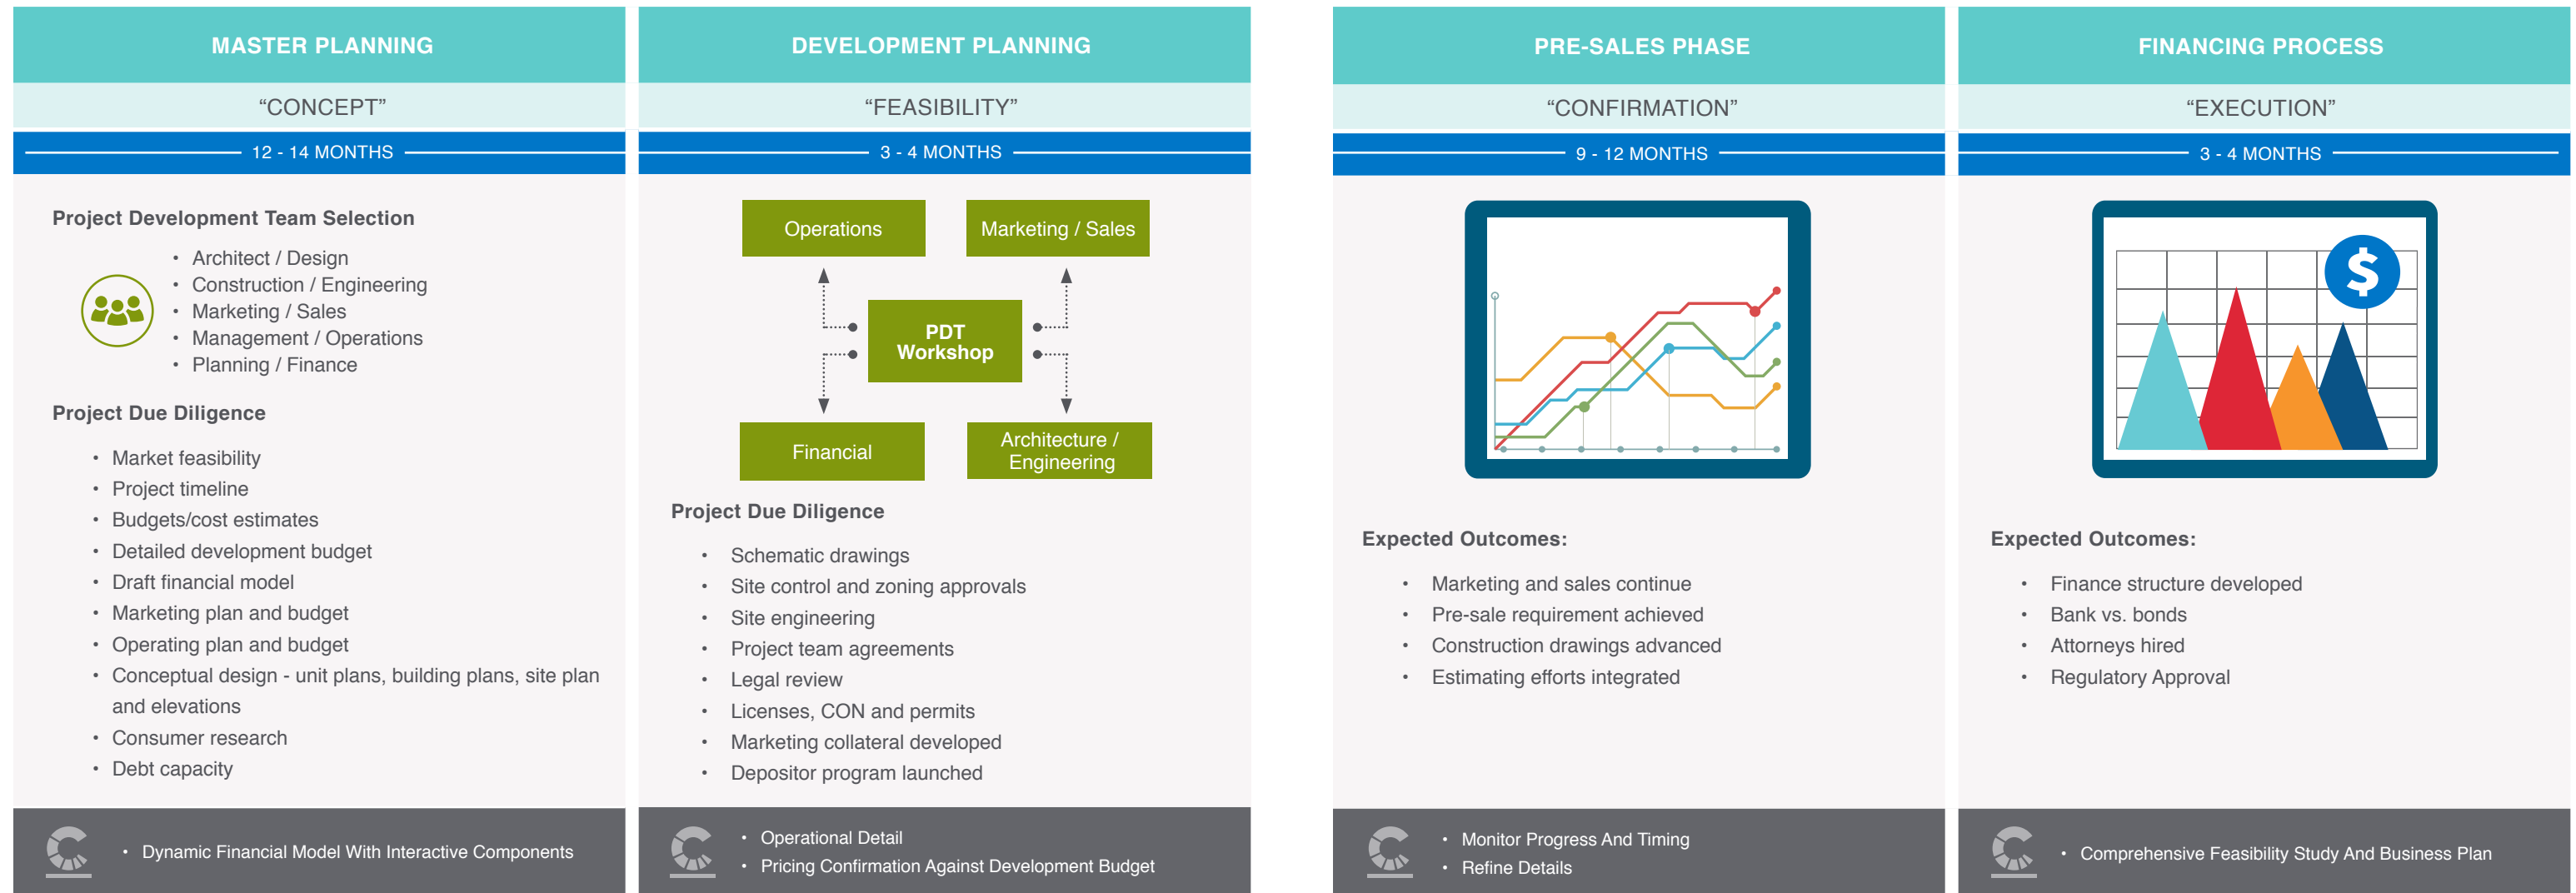 MASTER PLANNING
“CONCEPT”
12 - 14 MONTHS
Project Development Team Selection
• Architect / Design
• Construction / Engineering
• Marketing / Sales
• Management / Operations
• Planning / Finance
Project Due Diligence
• Market feasibility
• Project timeline
• Budgets/cost estimates
• Detailed development budget
• Draft financial model
• Marketing plan and budget
• Operating plan and budget
• Conceptual design - unit plans, building plans, site plan
and elevations
• Consumer research
• Debt capacity
• Dynamic Financial Model With Interactive Components
DEVELOPMENT PLANNING
“FEASIBILITY”
3 - 4 MONTHS
Operations
Marketing / Sales
PDT
Workshop
Financial
Architecture /
Engineering
Project Due Diligence
• Schematic drawings
• Site control and zoning approvals
• Site engineering
• Project team agreements
• Legal review
• Licenses, CON and permits
• Marketing collateral developed
• Depositor program launched
• Operational Detail
• Pricing Confirmation Against Development Budget
PRE-SALES PHASE
“CONFIRMATION”
9 - 12 MONTHS
Expected Outcomes:
• Marketing and sales continue
• Pre-sale requirement achieved
• Construction drawings advanced
• Estimating efforts integrated
• Monitor Progress And Timing
• Refine Details
FINANCING PROCESS
“EXECUTION”
3 - 4 MONTHS
$
Expected Outcomes:
• Finance structure developed
• Bank vs. bonds
• Attorneys hired
• Regulatory Approval
• Comprehensive Feasibility Study And Business Plan